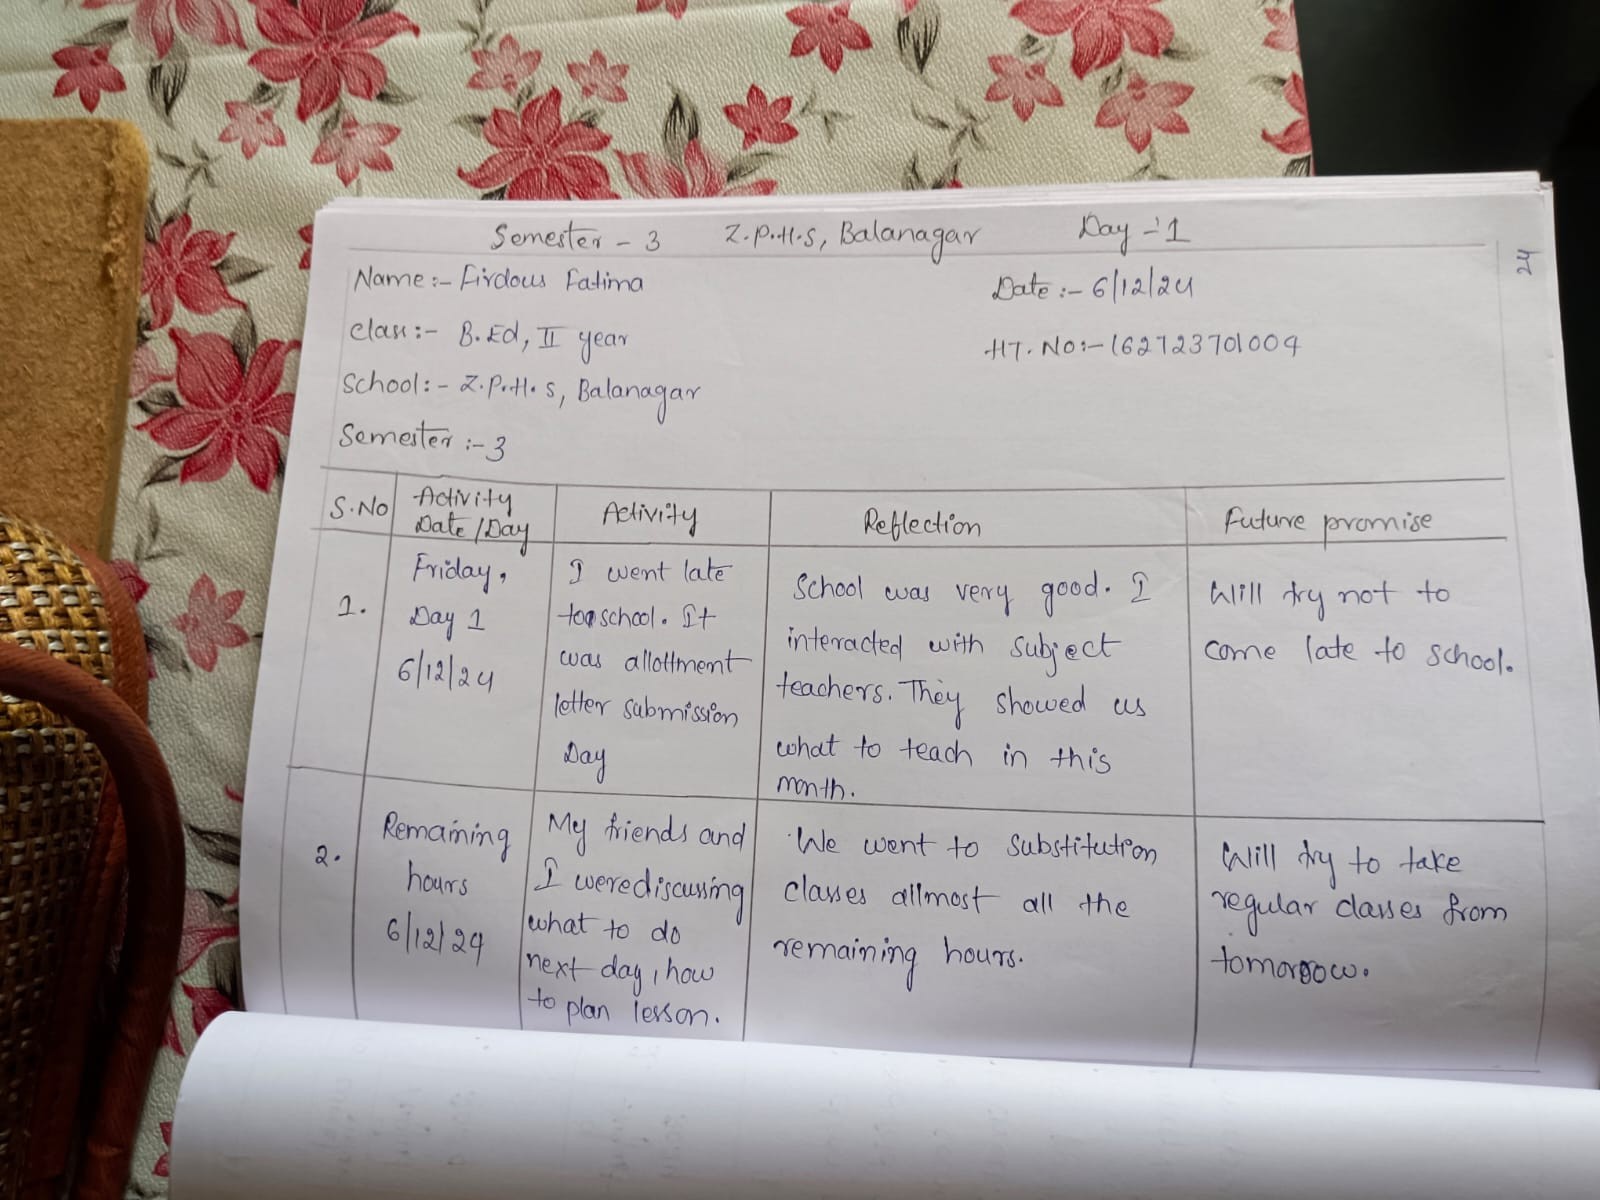 Semester - 3 Z.P.H.S, Balanagar Day - 1
24
Name :- Firdous Fatima Date :- 6/12/24
class :- B.Ed, II year HT. No :- 162723701004
School :- Z.P.H.S, Balanagar
Semester :- 3
S.No
Activity
Date/Day
Activity
Reflection
Future promise
1.
Friday,
Day 1
6/12/24
I went late
to school. It
was allottment
letter submission
Day
School was very good. I
interacted with subject
teachers. They showed us
what to teach in this
month.
Will try not to
come late to school.
2.
Remaining
hours
6/12/24
My friends and
I were discussing
what to do
next day, how
to plan lesson.
We went to substitution
classes allmost all the
remaining hours.
Will try to take
regular classes from
tomorrow.